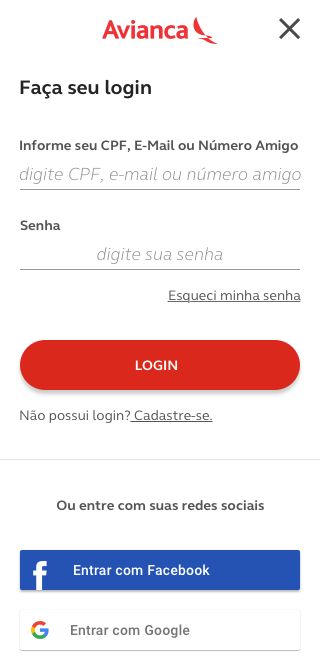 Avianca
Faça seu login
Informe seu CPF, E-Mail ou Número Amigo
digite CPF, e-mail ou número amigo
Senha
digite sua senha
Esqueci minha senha
LOGIN
Não possui login? Cadastre-se.
Ou entre com suas redes sociais
Entrar com Facebook
Entrar com Google